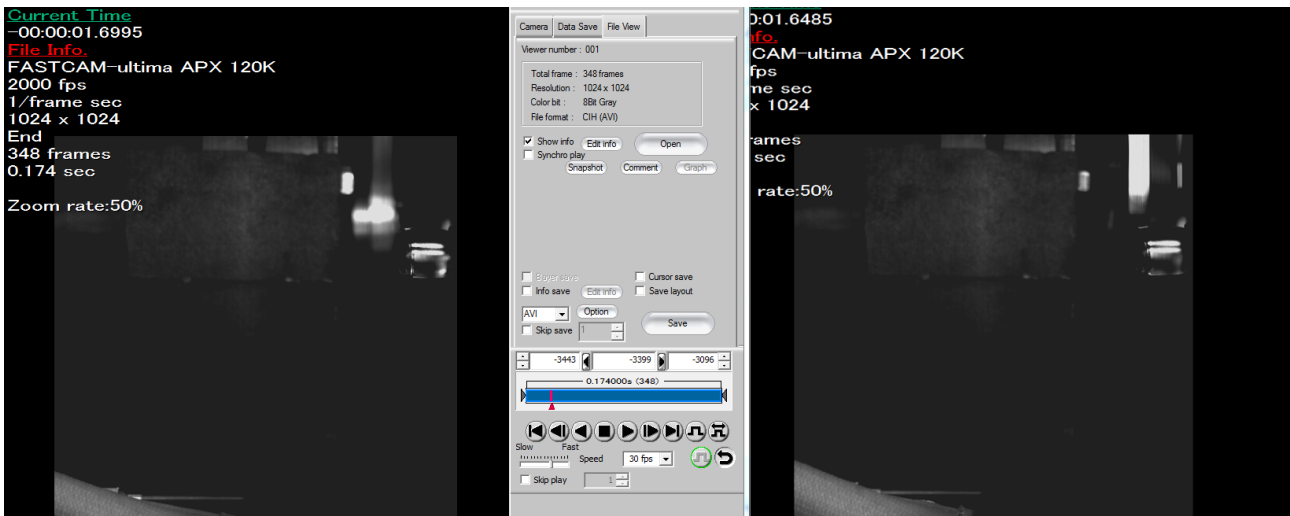 Current Time
-00:00:01.6995
File Info.
FASTCAM-ultima APX 120K
2000 fps
1/frame sec
1024 x 1024
End
348 frames
0.174 sec
Zoom rate:50%
Camera Data Save File View
Viewer number : 001
Total frame : 348 frames
Resolution : 1024 x 1024
Color bit : 8Bit Gray
File format : CIH (AVI)
Show info Edit info Open
Synchro play
Snapshot Comment Graph
Bayer save Cursor save
Info save Edit info Save layout
AVI Option
Skip save 1 Save
-3443 -3399 -3096
0.174000s (348)
Slow Fast
Speed 30 fps
Skip play 1
0:01.6485
nfo.
CAM-ultima APX 120K
fps
me sec
x 1024
rames
sec
rate:50%